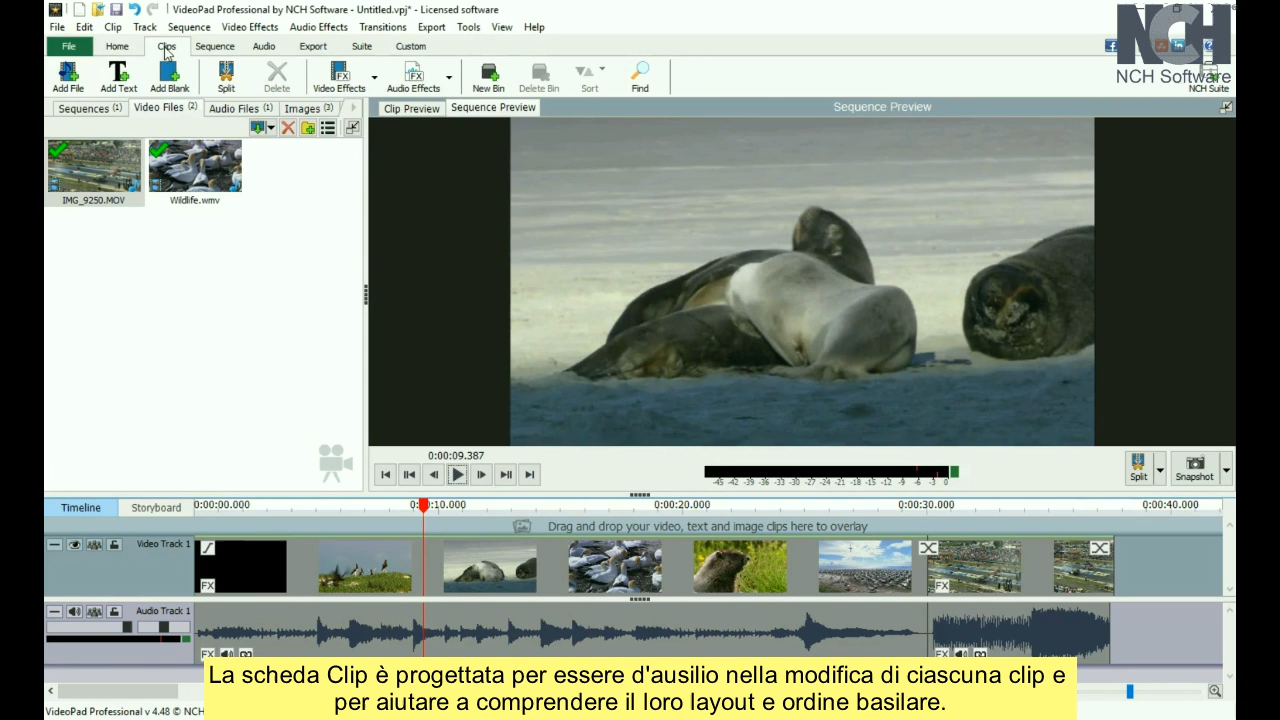 VideoPad Professional by NCH Software - Untitled.vpj* - Licensed software
File Edit Clip Track Sequence Video Effects Audio Effects Transitions Export Tools View Help
File Home Clips Sequence Audio Export Suite Custom
NCH
NCH Software
Add File Add Text Add Blank Split Delete Video Effects Audio Effects New Bin Delete Bin Sort Find NCH Suite
Sequences (1) Video Files (2) Audio Files (1) Images (3) Clip Preview Sequence Preview Sequence Preview
IMG_9250.MOV Wildlife.wmv
0:00:09.387
-45 -42 -39 -36 -33 -30 -27 -24 -21 -18 -15 -12 -9 -6 -3 0
Split Snapshot
Timeline Storyboard 0:00:00.000 0:00:10.000 0:00:20.000 0:00:30.000 0:00:40.000
Drag and drop your video, text and image clips here to overlay
Video Track 1
FX FX
Audio Track 1
FX FX
La scheda Clip è progettata per essere d'ausilio nella modifica di ciascuna clip e
per aiutare a comprendere il loro layout e ordine basilare.
VideoPad Professional v 4.48 © NCH